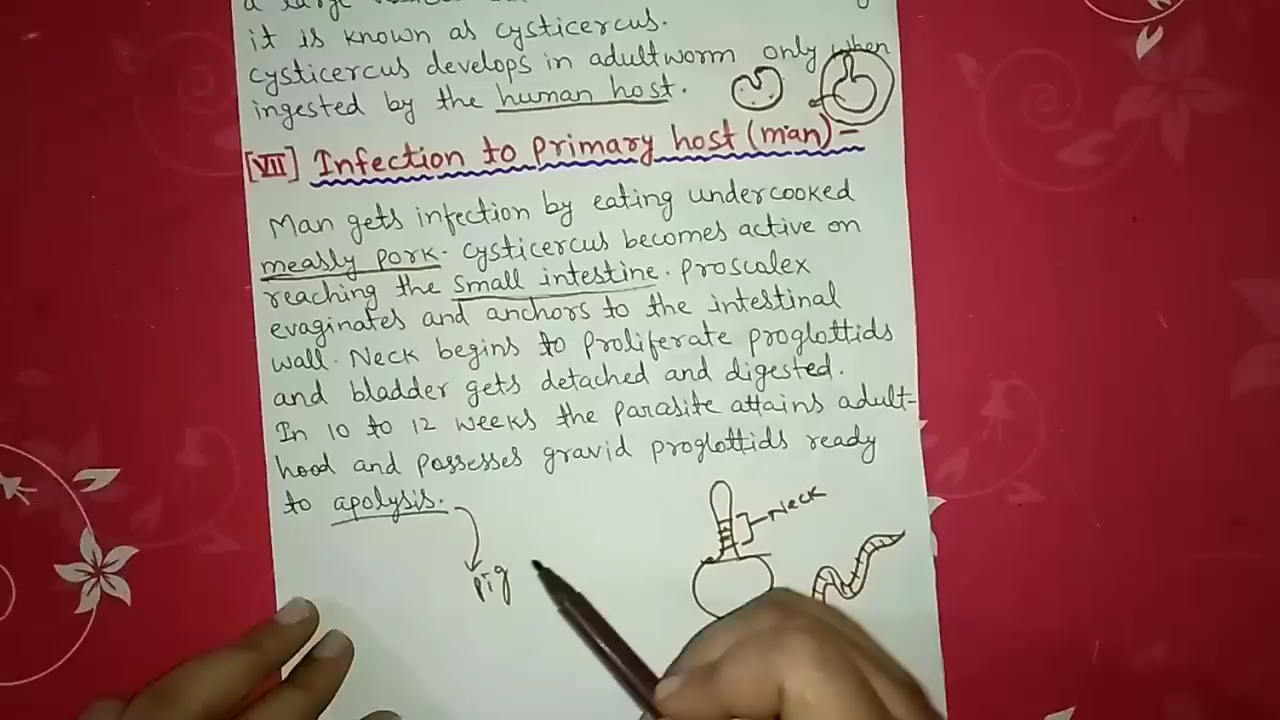 a large
it is known as cysticercus.
cysticercus develops in adultworm only when
ingested by the human host.
[VII] Infection to primary host (man) -
Man gets infection by eating undercooked
measly pork. Cysticercus becomes active on
reaching the small intestine. proscolex
evaginates and anchors to the intestinal
wall. Neck begins to proliferate proglottids
and bladder gets detached and digested.
In 10 to 12 weeks the parasite attains adult-
hood and possesses gravid proglottids ready
to apolysis.
Neck
pig